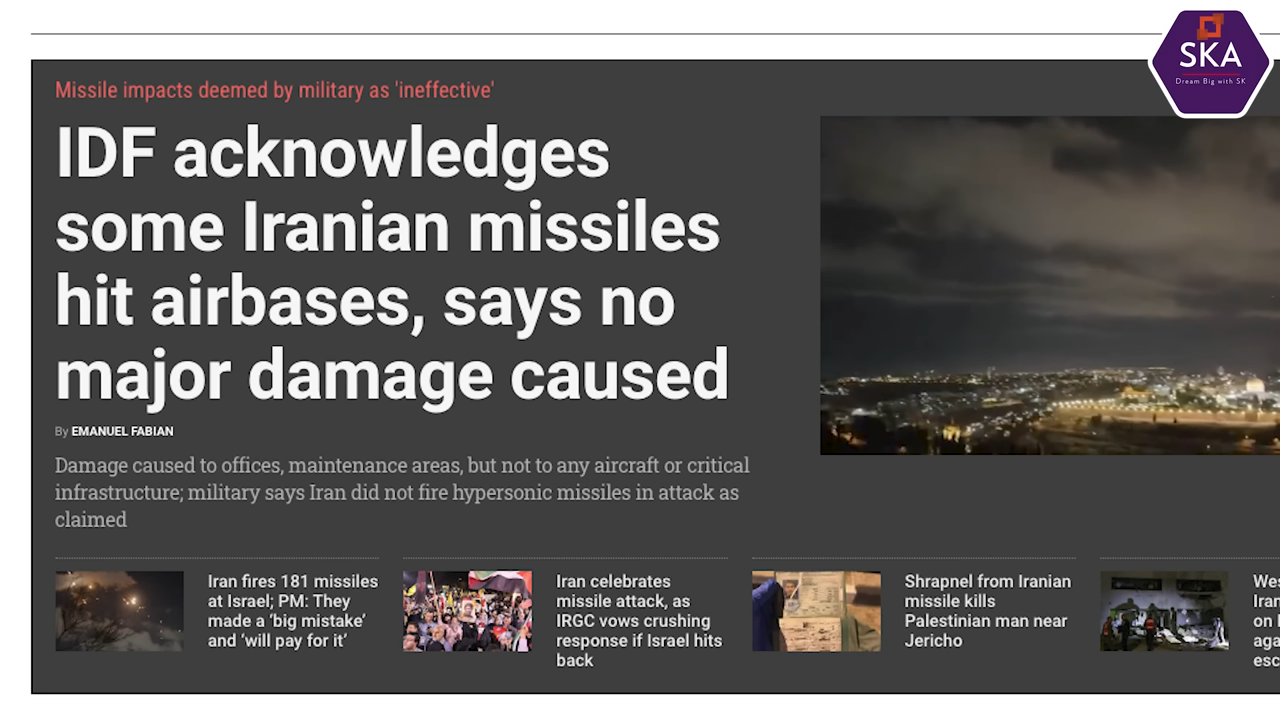 SKA
Dream Big with SK
Missile impacts deemed by military as 'ineffective'
IDF acknowledges
some Iranian missiles
hit airbases, says no
major damage caused
By EMANUEL FABIAN
Damage caused to offices, maintenance areas, but not to any aircraft or critical
infrastructure; military says Iran did not fire hypersonic missiles in attack as
claimed
Iran fires 181 missiles
at Israel; PM: They
made a ‘big mistake’
and ‘will pay for it’
Iran celebrates
missile attack, as
IRGC vows crushing
response if Israel hits
back
Shrapnel from Iranian
missile kills
Palestinian man near
Jericho
on